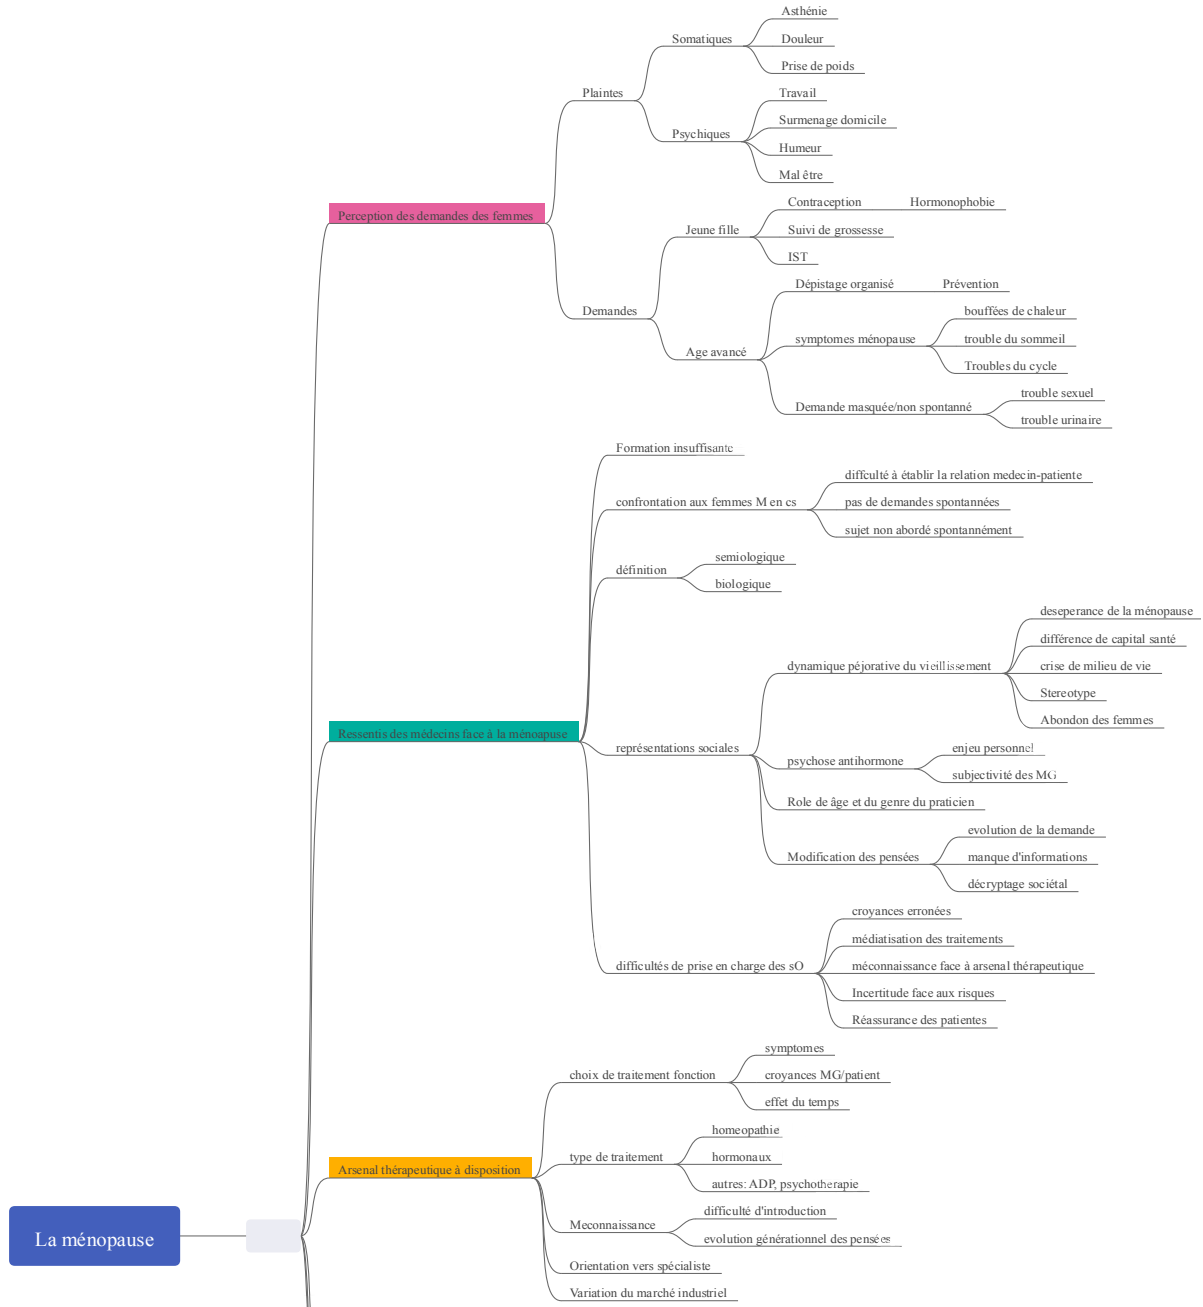 Asthénie
Somatiques
Douleur
Prise de poids
Plaintes
Travail
Surmenage domicile
Psychiques
Humeur
Mal être
Perception des demandes des femmes
Contraception
Hormonophobie
Jeune fille
Suivi de grossesse
IST
Dépistage organisé
Prévention
Demandes
bouffées de chaleur
Age avancé
symptomes ménopause
trouble du sommeil
Troubles du cycle
trouble sexuel
Demande masquée/non spontanné
trouble urinaire
Formation insuffisante
diffculté à établir la relation medecin-patiente
confrontation aux femmes M en cs
pas de demandes spontannées
sujet non abordé spontannément
semiologique
définition
biologique
deseperance de la ménopause
différence de capital santé
dynamique péjorative du vieillissement
crise de milieu de vie
Stereotype
Abondon des femmes
Ressentis des médecins face à la ménoapuse
représentations sociales
enjeu personnel
psychose antihormone
subjectivité des MG
Role de âge et du genre du praticien
evolution de la demande
Modification des pensées
manque d'informations
décryptage sociétal
croyances erronées
médiatisation des traitements
difficultés de prise en charge des sO
méconnaissance face à arsenal thérapeutique
Incertitude face aux risques
Réassurance des patientes
symptomes
choix de traitement fonction
croyances MG/patient
effet du temps
homeopathie
type de traitement
hormonaux
Arsenal thérapeutique à disposition
autres: ADP, psychotherapie
difficulté d'introduction
Meconnaissance
evolution générationnel des pensées
La ménopause
Orientation vers spécialiste
Variation du marché industriel